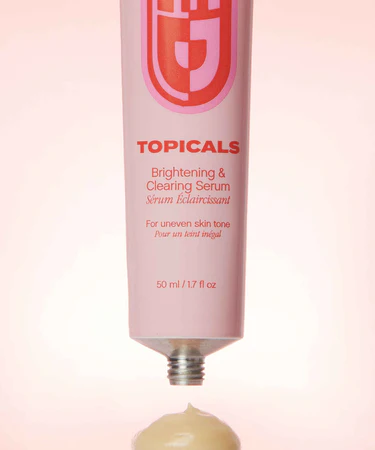 TOPICALS
Brightening &
Clearing Serum
Sérum Éclaircissant
For uneven skin tone
Pour un teint inégal
50 ml / 1.7 fl oz